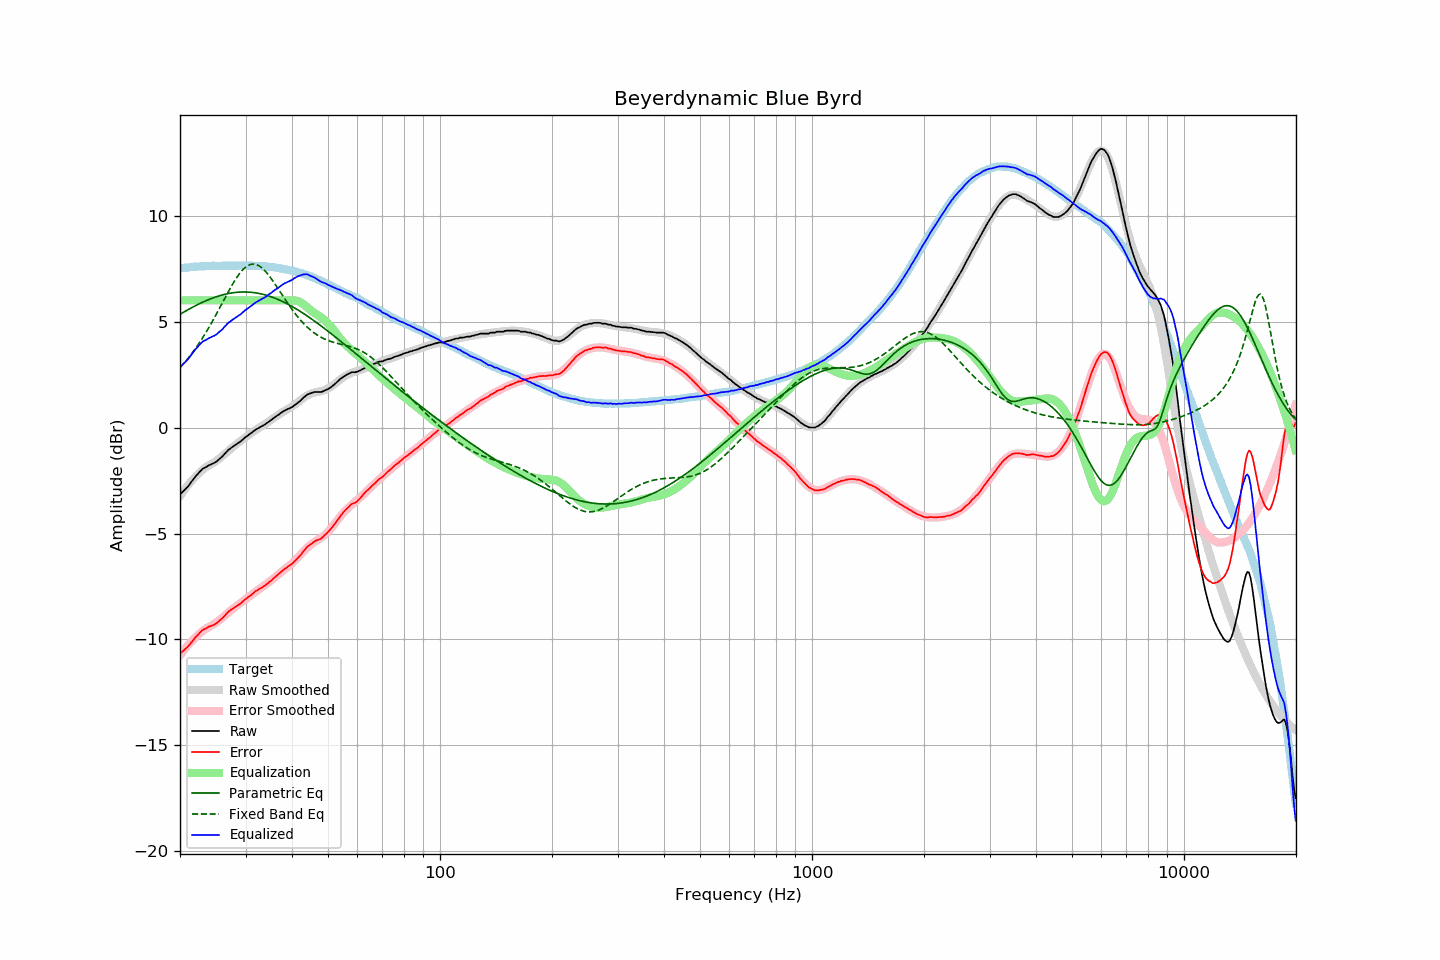 Beyerdynamic Blue Byrd
Amplitude (dBr)
10
5
0
−5
−10
−15
−20
Target
Raw Smoothed
Error Smoothed
Raw
Error
Equalization
Parametric Eq
Fixed Band Eq
Equalized
100
1000
10000
Frequency (Hz)